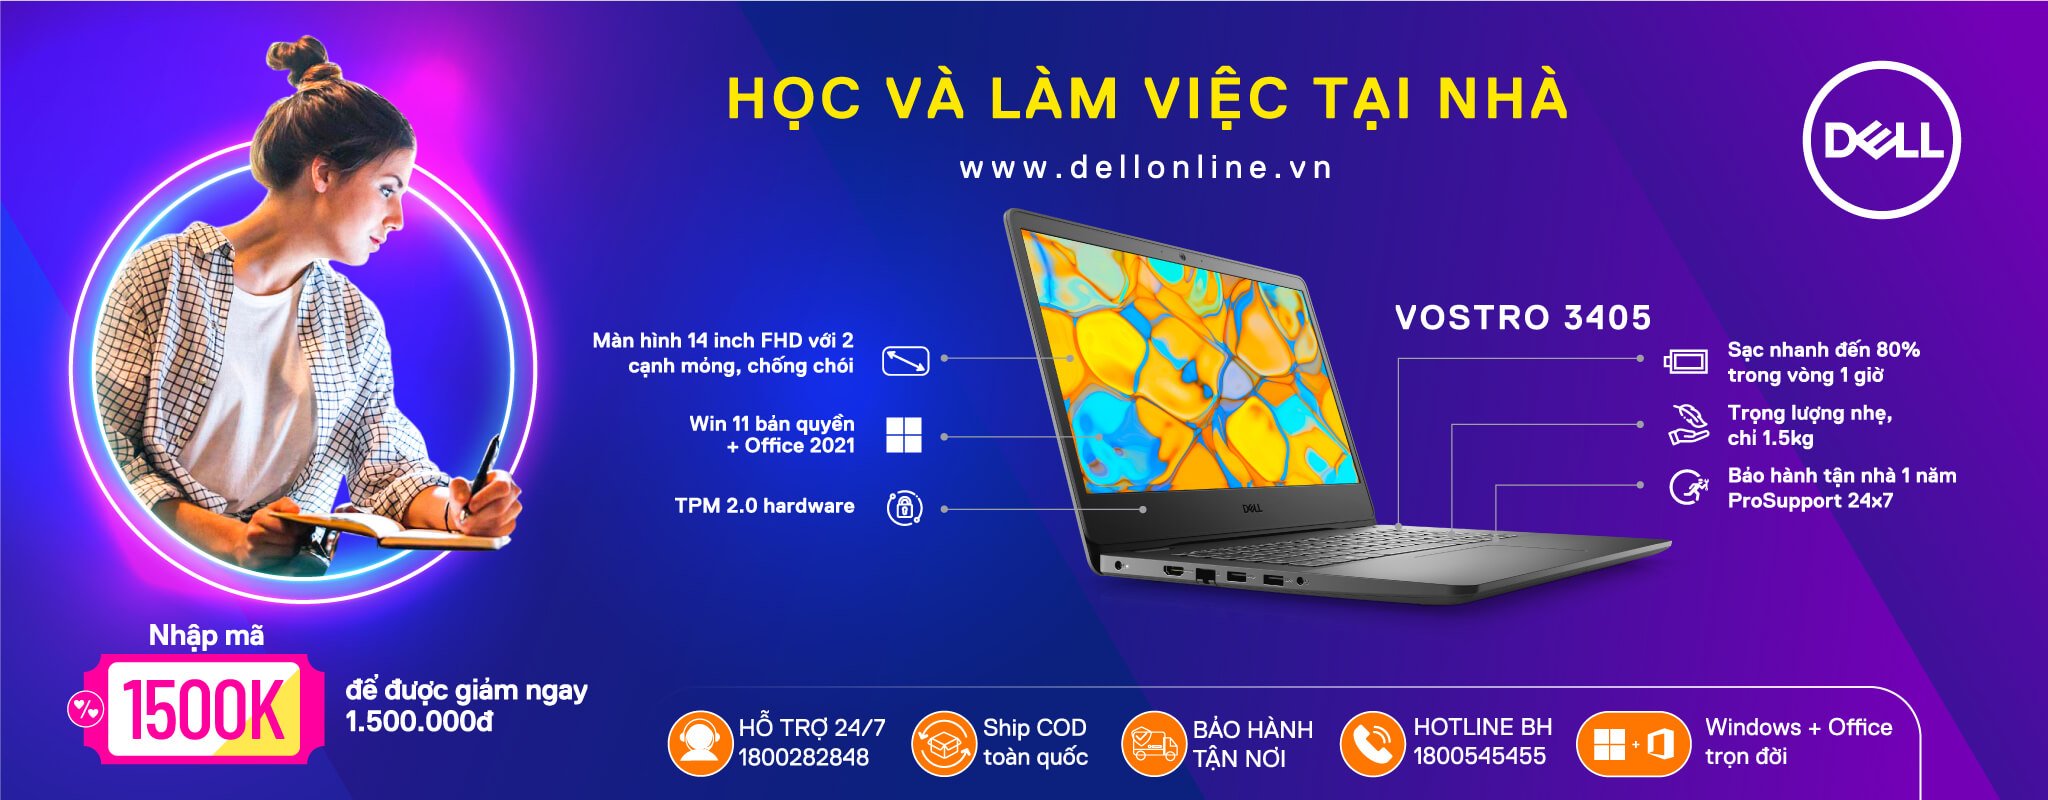 HỌC VÀ LÀM VIỆC TẠI NHÀ
www.dellonline.vn
DELL
VOSTRO 3405
Màn hình 14 inch FHD với 2
cạnh mỏng, chống chói
Win 11 bản quyền
+ Office 2021
TPM 2.0 hardware
Sạc nhanh đến 80%
trong vòng 1 giờ
Trọng lượng nhẹ,
chỉ 1.5kg
Bảo hành tận nhà 1 năm
ProSupport 24x7
DELL
Nhập mã
1500K
để được giảm ngay
1.500.000đ
HỖ TRỢ 24/7
1800282848
Ship COD
toàn quốc
BẢO HÀNH
TẬN NƠI
HOTLINE BH
1800545455
Windows + Office
trọn đời